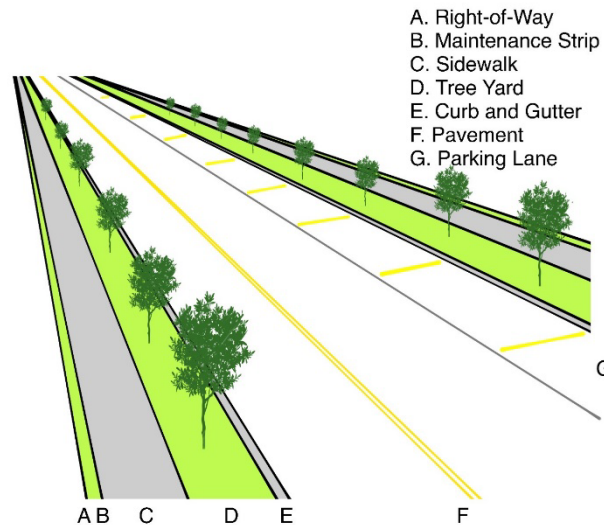 A. Right-of-Way
B. Maintenance Strip
C. Sidewalk
D. Tree Yard
E. Curb and Gutter
F. Pavement
G. Parking Lane
A B C D E F